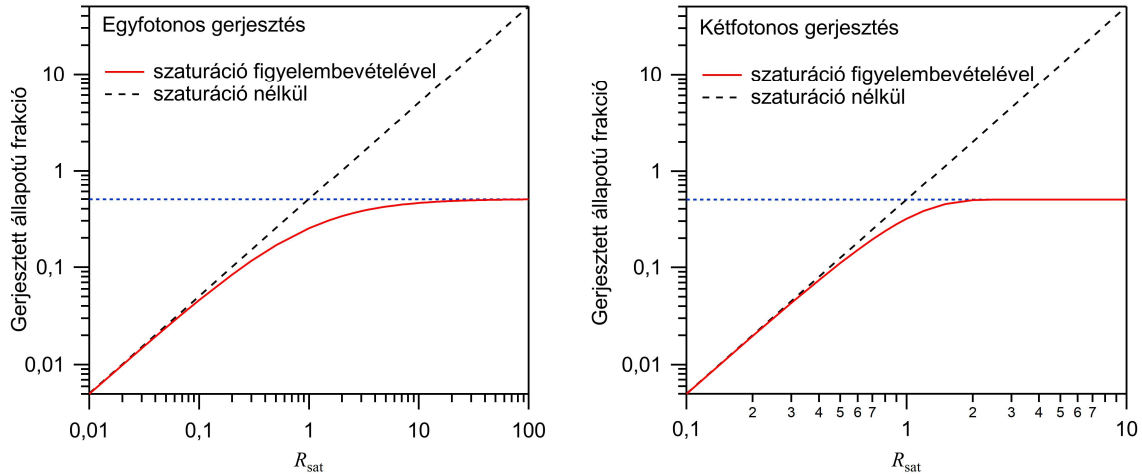 Egyfotonos gerjesztés
szaturáció figyelembevételével
szaturáció nélkül
Gerjesztett állapotú frakció
10
1
0,1
0,01
0,01 0,1 1 10 100
R_sat
Kétfotonos gerjesztés
szaturáció figyelembevételével
szaturáció nélkül
Gerjesztett állapotú frakció
10
1
0,1
0,01
2 3 4 5 6 7 2 3 4 5 6 7
0,1 1 10
R_sat